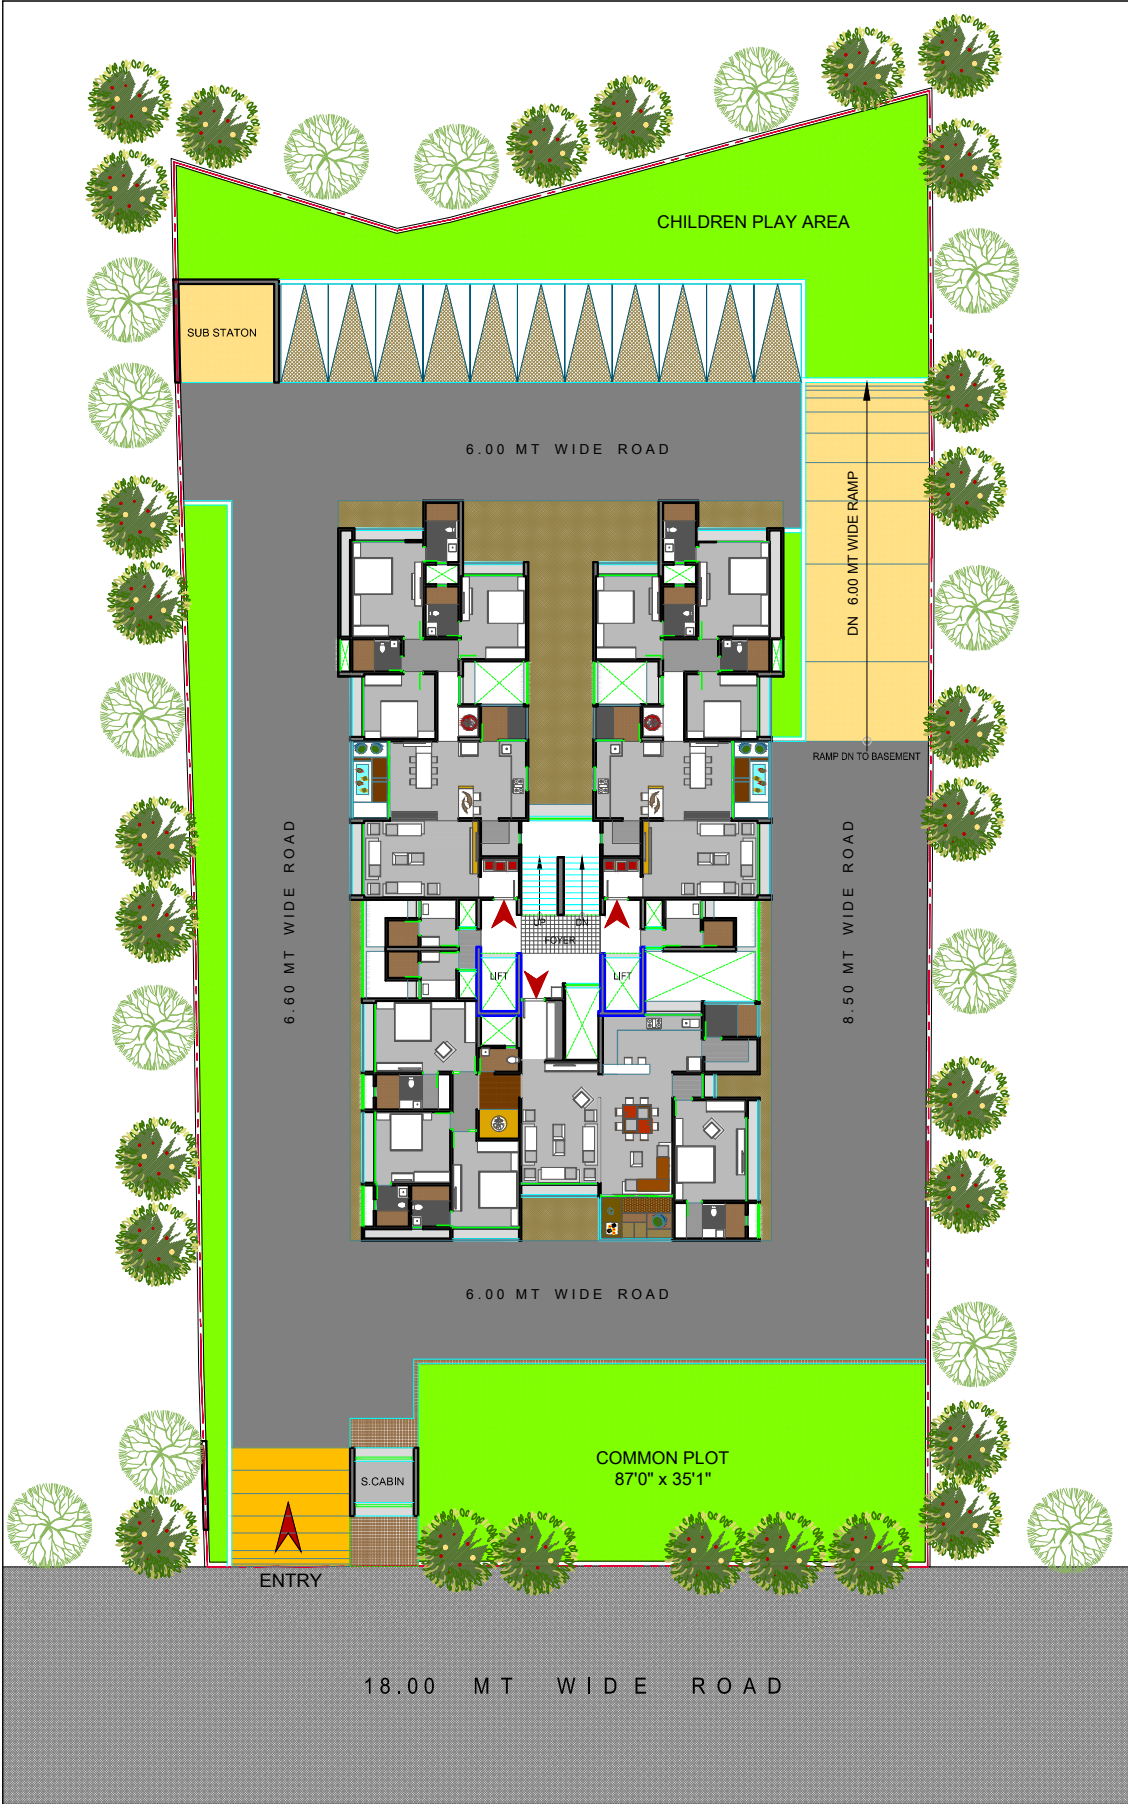 CHILDREN PLAY AREA
SUB STATON
6.00 MT WIDE ROAD
DN 6.00 MT WIDE RAMP
RAMP DN TO BASEMENT
6.60 MT WIDE ROAD
8.50 MT WIDE ROAD
UP
DN
FOYER
LIFT
LIFT
6.00 MT WIDE ROAD
COMMON PLOT
87'0" x 35'1"
S.CABIN
ENTRY
18.00 MT WIDE ROAD